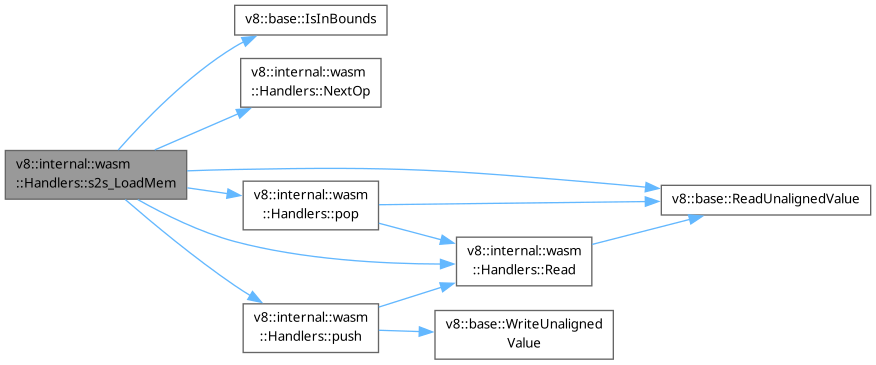 v8::base::IsInBounds
v8::internal::wasm
::Handlers::NextOp
v8::internal::wasm
::Handlers::s2s_LoadMem
v8::internal::wasm
::Handlers::pop
v8::base::ReadUnalignedValue
v8::internal::wasm
::Handlers::Read
v8::internal::wasm
::Handlers::push
v8::base::WriteUnaligned
Value